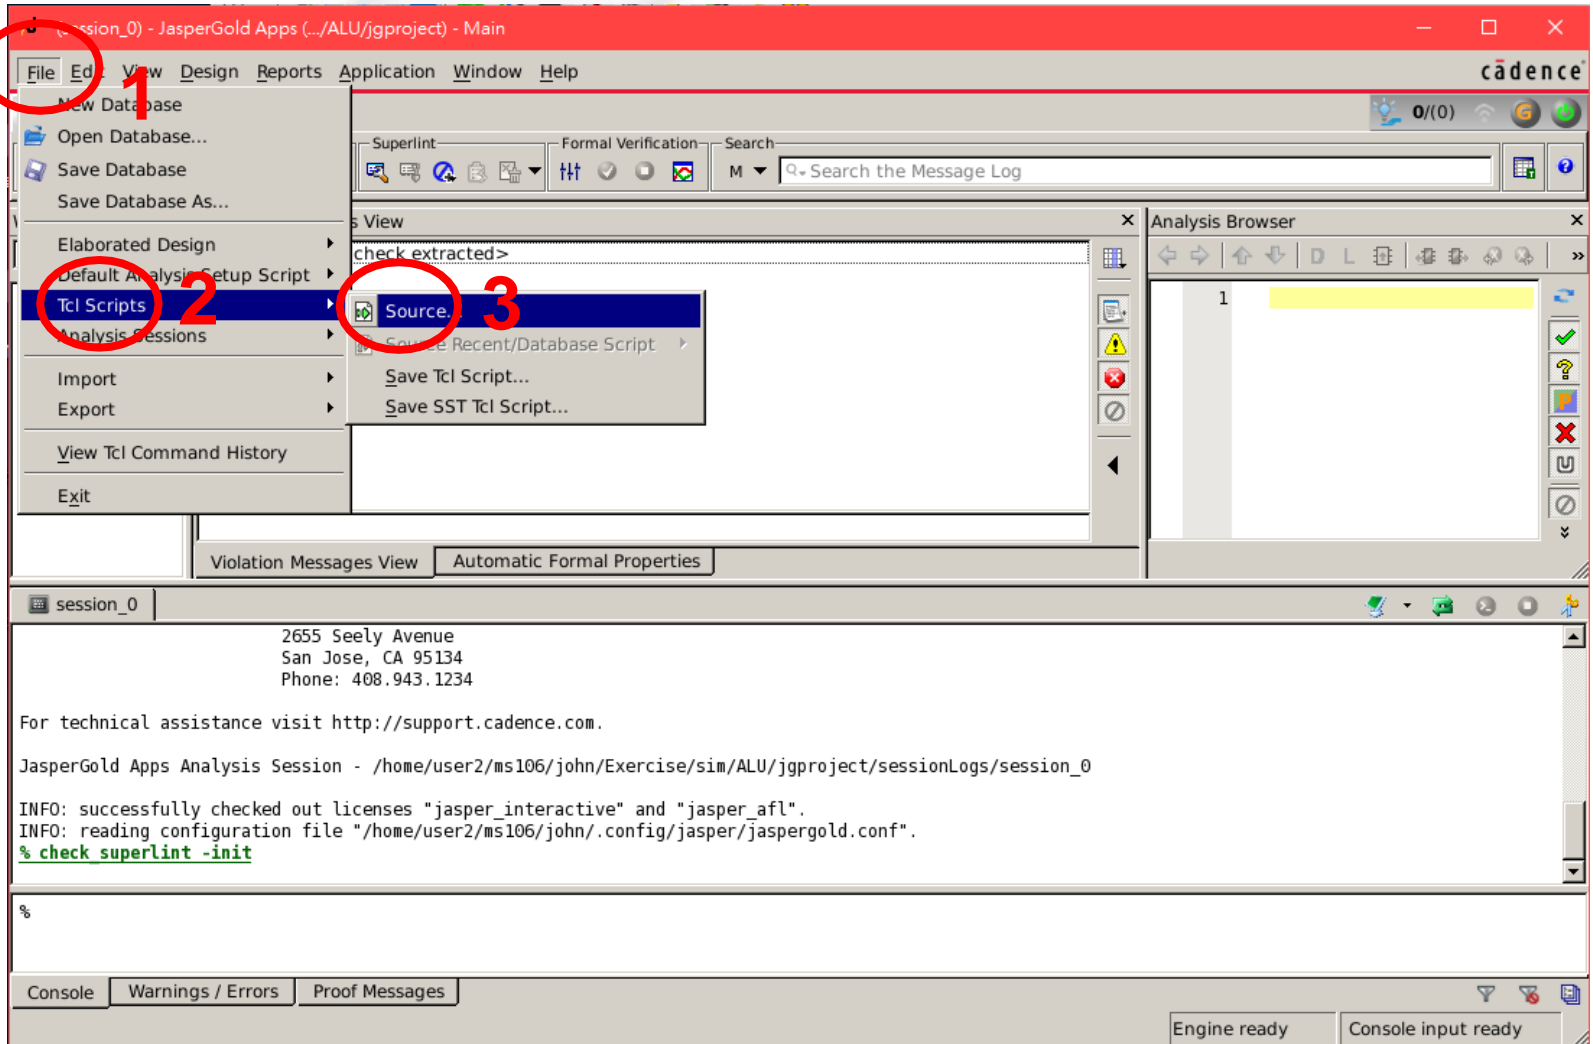 (session_0) - JasperGold Apps (.../ALU/jgproject) - Main
File Edit View Design Reports Application Window Help
cādence
1
New Database
Open Database...
Save Database
Save Database As...
Elaborated Design
Default Analysis Setup Script
Tcl Scripts
2
Analysis Sessions
Import
Export
View Tcl Command History
Exit
Source...
3
Source Recent/Database Script
Save Tcl Script...
Save SST Tcl Script...
0/(0)
G
Superlint
Formal Verification
Search
M
Search the Message Log
s View
check extracted>
Analysis Browser
D L
»
1
Violation Messages View
Automatic Formal Properties
session_0
2655 Seely Avenue
San Jose, CA 95134
Phone: 408.943.1234
For technical assistance visit http://support.cadence.com.
JasperGold Apps Analysis Session - /home/user2/ms106/john/Exercise/sim/ALU/jgproject/sessionLogs/session_0
INFO: successfully checked out licenses "jasper_interactive" and "jasper_afl".
INFO: reading configuration file "/home/user2/ms106/john/.config/jasper/jaspergold.conf".
% check_superlint -init
%
Console
Warnings / Errors
Proof Messages
Engine ready
Console input ready